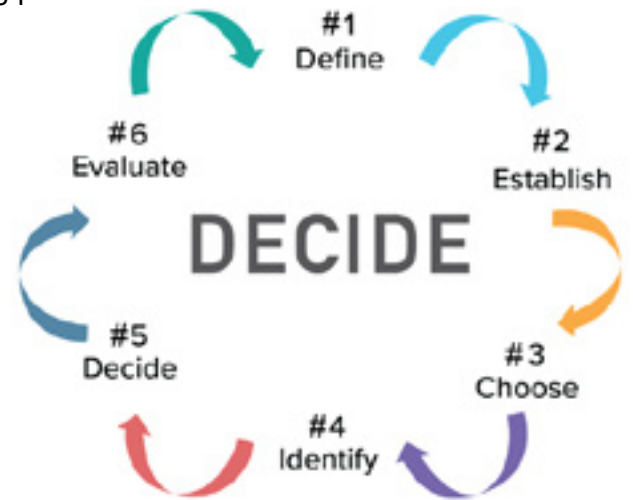 #1
Define
#2
Establish
#3
Choose
#4
Identify
#5
Decide
#6
Evaluate
DECIDE